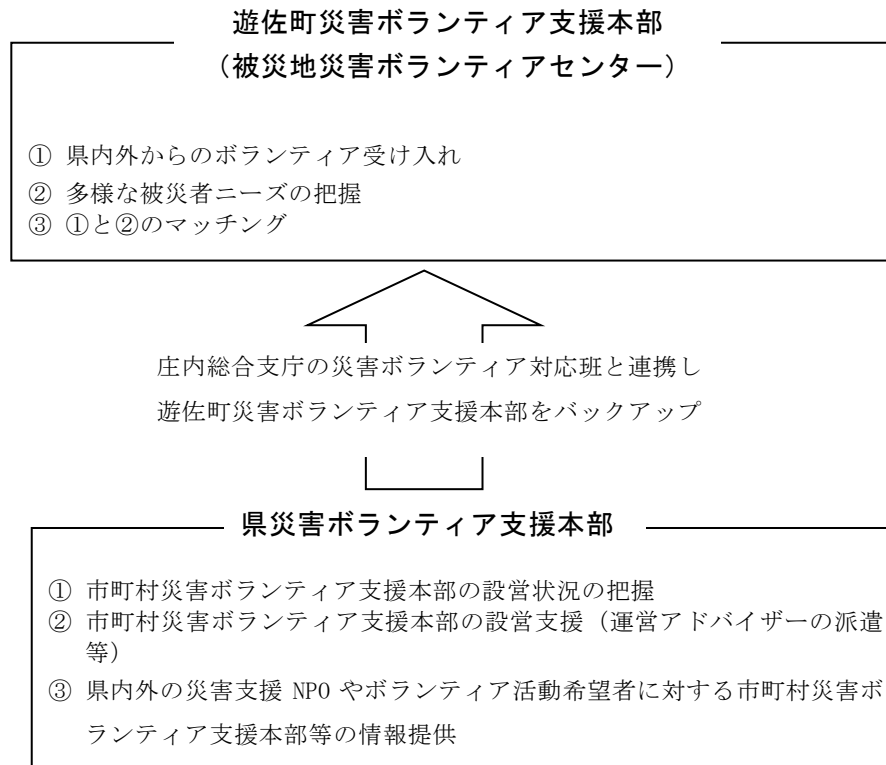 遊佐町災害ボランティア支援本部
（被災地災害ボランティアセンター）
① 県内外からのボランティア受け入れ
② 多様な被災者ニーズの把握
③ ①と②のマッチング
庄内総合支庁の災害ボランティア対応班と連携し
遊佐町災害ボランティア支援本部をバックアップ
県災害ボランティア支援本部
① 市町村災害ボランティア支援本部の設営状況の把握
② 市町村災害ボランティア支援本部の設営支援（運営アドバイザーの派遣
等）
③ 県内外の災害支援 NPO やボランティア活動希望者に対する市町村災害ボ
ランティア支援本部等の情報提供